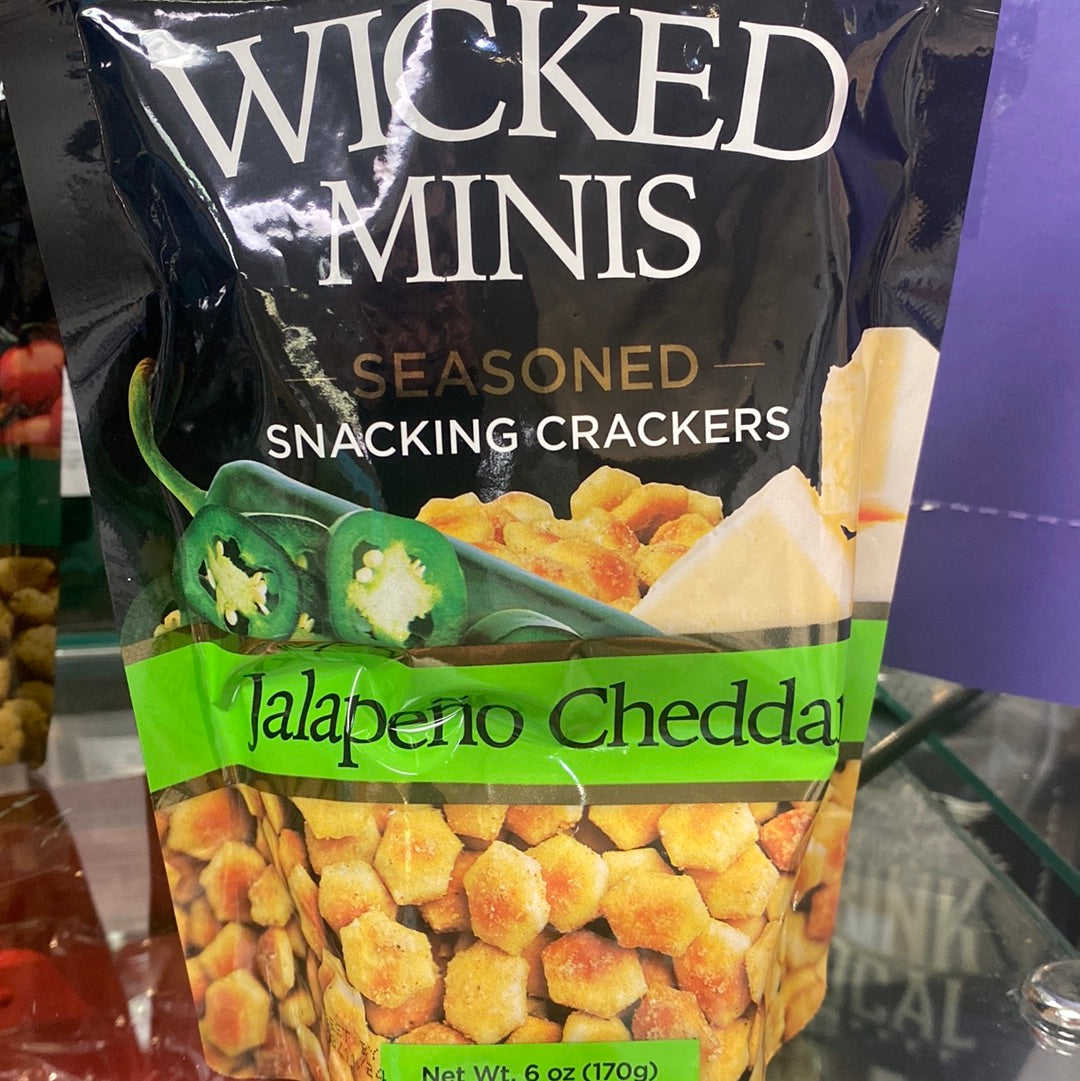 WICKED
MINIS
SEASONED
SNACKING CRACKERS
Jalapeño Cheddar
Net Wt. 6 oz (170g)